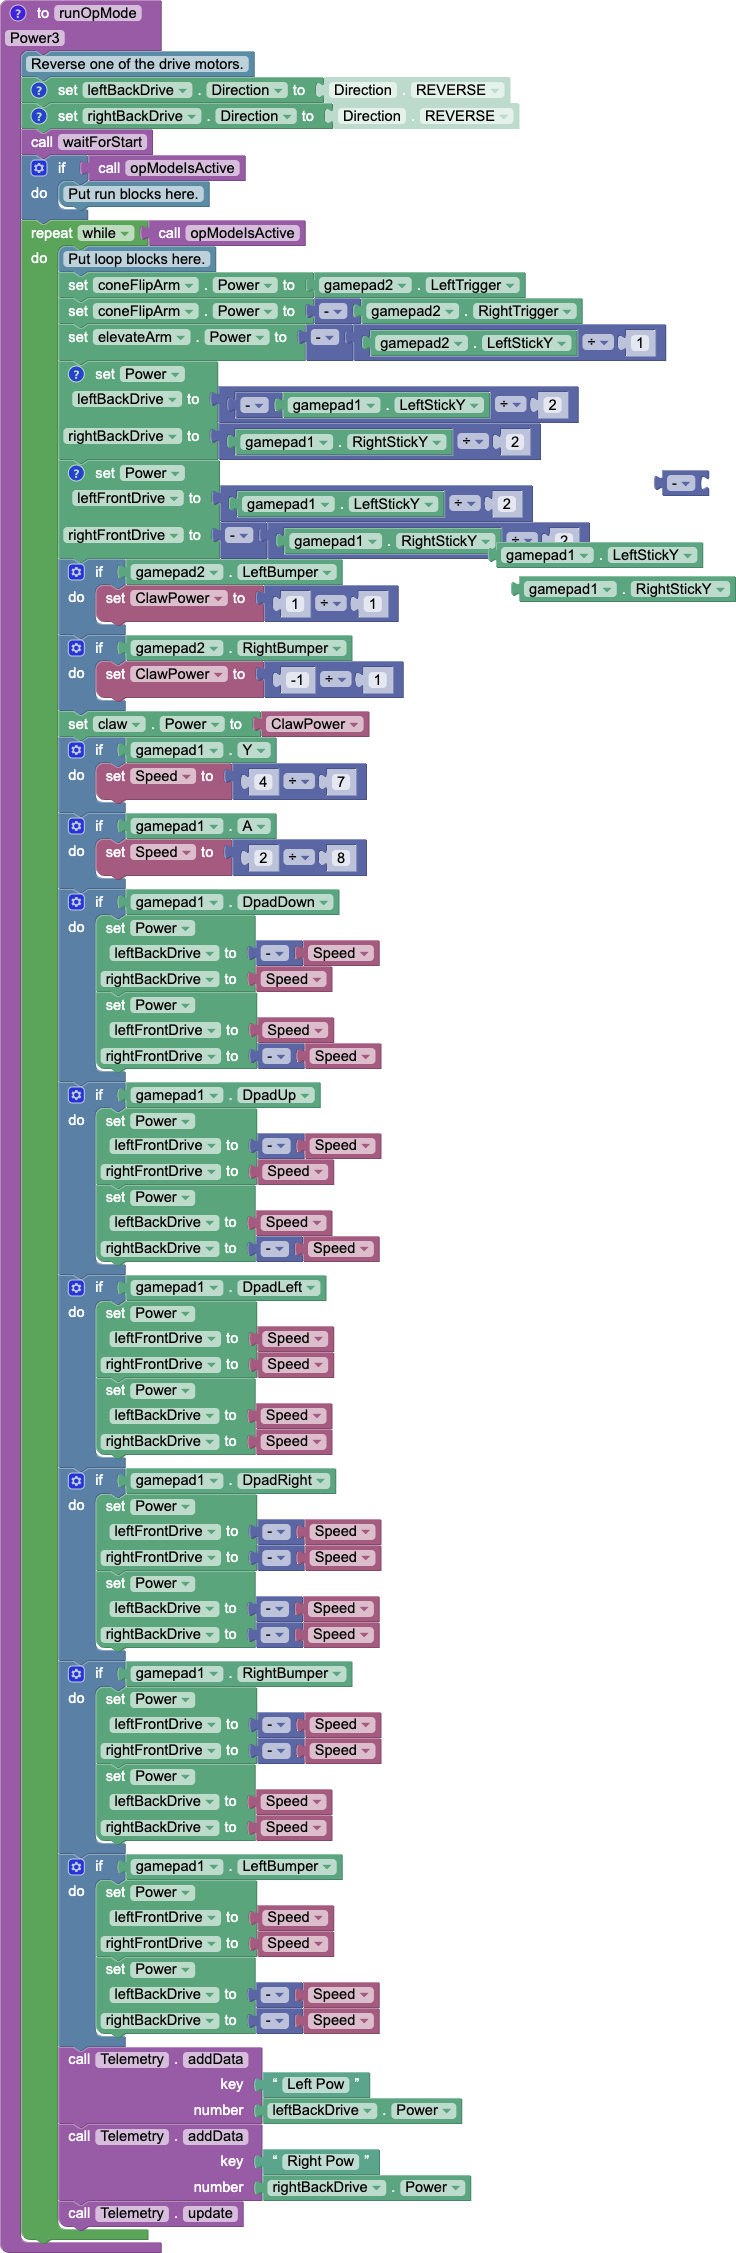 ? to runOpMode
Power3
Reverse one of the drive motors.
? set leftBackDrive . Direction to Direction . REVERSE
? set rightBackDrive . Direction to Direction . REVERSE
call waitForStart
if call opModeIsActive
do Put run blocks here.
repeat while call opModeIsActive
do Put loop blocks here.
set coneFlipArm . Power to gamepad2 . LeftTrigger
set coneFlipArm . Power to - gamepad2 . RightTrigger
set elevateArm . Power to - gamepad2 . LeftStickY ÷ 1
? set Power
leftBackDrive to - gamepad1 . LeftStickY ÷ 2
rightBackDrive to gamepad1 . RightStickY ÷ 2
? set Power
-
leftFrontDrive to gamepad1 . LeftStickY ÷ 2
rightFrontDrive to - gamepad1 . RightStickY ÷ 2
gamepad1 . LeftStickY
if gamepad2 . LeftBumper
gamepad1 . RightStickY
do set ClawPower to 1 ÷ 1
if gamepad2 . RightBumper
do set ClawPower to -1 ÷ 1
set claw . Power to ClawPower
if gamepad1 . Y
do set Speed to 4 ÷ 7
if gamepad1 . A
do set Speed to 2 ÷ 8
if gamepad1 . DpadDown
do set Power
leftBackDrive to - Speed
rightBackDrive to Speed
set Power
leftFrontDrive to Speed
rightFrontDrive to - Speed
if gamepad1 . DpadUp
do set Power
leftFrontDrive to - Speed
rightFrontDrive to Speed
set Power
leftBackDrive to Speed
rightBackDrive to - Speed
if gamepad1 . DpadLeft
do set Power
leftFrontDrive to Speed
rightFrontDrive to Speed
set Power
leftBackDrive to Speed
rightBackDrive to Speed
if gamepad1 . DpadRight
do set Power
leftFrontDrive to - Speed
rightFrontDrive to - Speed
set Power
leftBackDrive to - Speed
rightBackDrive to - Speed
if gamepad1 . RightBumper
do set Power
leftFrontDrive to - Speed
rightFrontDrive to - Speed
set Power
leftBackDrive to Speed
rightBackDrive to Speed
if gamepad1 . LeftBumper
do set Power
leftFrontDrive to Speed
rightFrontDrive to Speed
set Power
leftBackDrive to - Speed
rightBackDrive to - Speed
call Telemetry . addData
key “ Left Pow ”
number leftBackDrive . Power
call Telemetry . addData
key “ Right Pow ”
number rightBackDrive . Power
call Telemetry . update